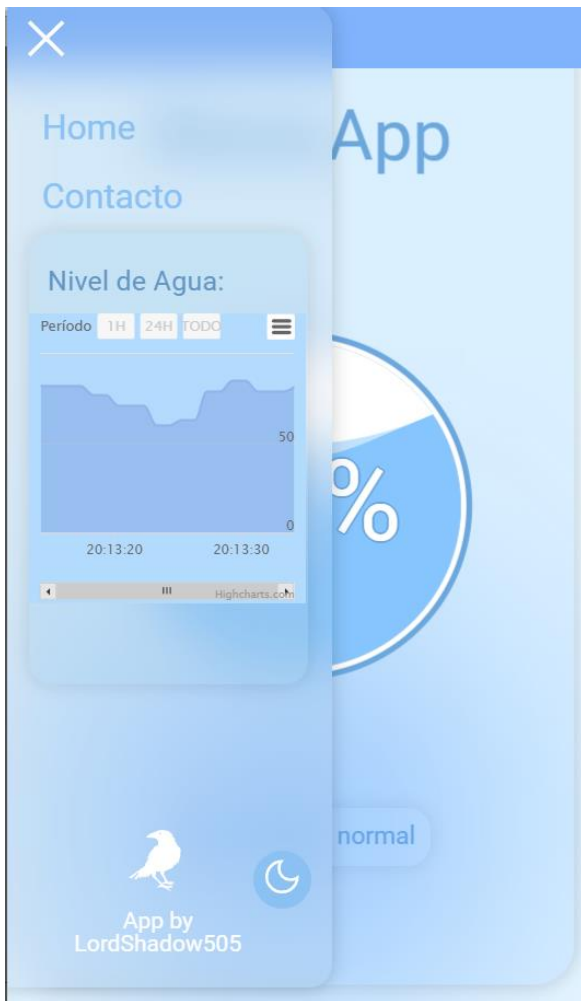 Home
App
Contacto
Nivel de Agua:
Período 1H 24H TODO
50
0
20:13:20 20:13:30
Highcharts.com
%
normal
App by
LordShadow505